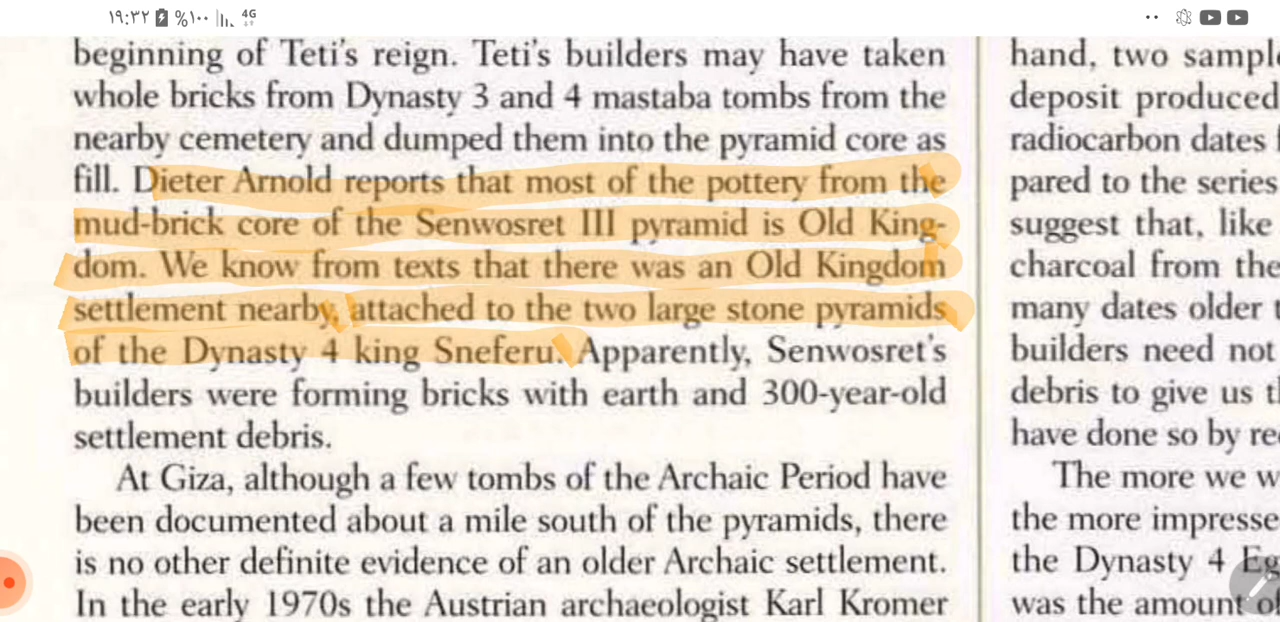 ١٩:٣٢ %١٠٠ 4G
beginning of Teti's reign. Teti's builders may have taken
whole bricks from Dynasty 3 and 4 mastaba tombs from the
nearby cemetery and dumped them into the pyramid core as
fill. Dieter Arnold reports that most of the pottery from the
mud-brick core of the Senwosret III pyramid is Old King-
dom. We know from texts that there was an Old Kingdom
settlement nearby, attached to the two large stone pyramids
of the Dynasty 4 king Sneferu. Apparently, Senwosret's
builders were forming bricks with earth and 300-year-old
settlement debris.
At Giza, although a few tombs of the Archaic Period have
been documented about a mile south of the pyramids, there
is no other definite evidence of an older Archaic settlement.
In the early 1970s the Austrian archaeologist Karl Kromer
hand, two
deposit produced
radiocarbon dates
pared to the series
suggest that, like
charcoal from the
many dates older
builders need not
debris to give us
have done so by
The more we
the more
the Dynasty 4
was the amount